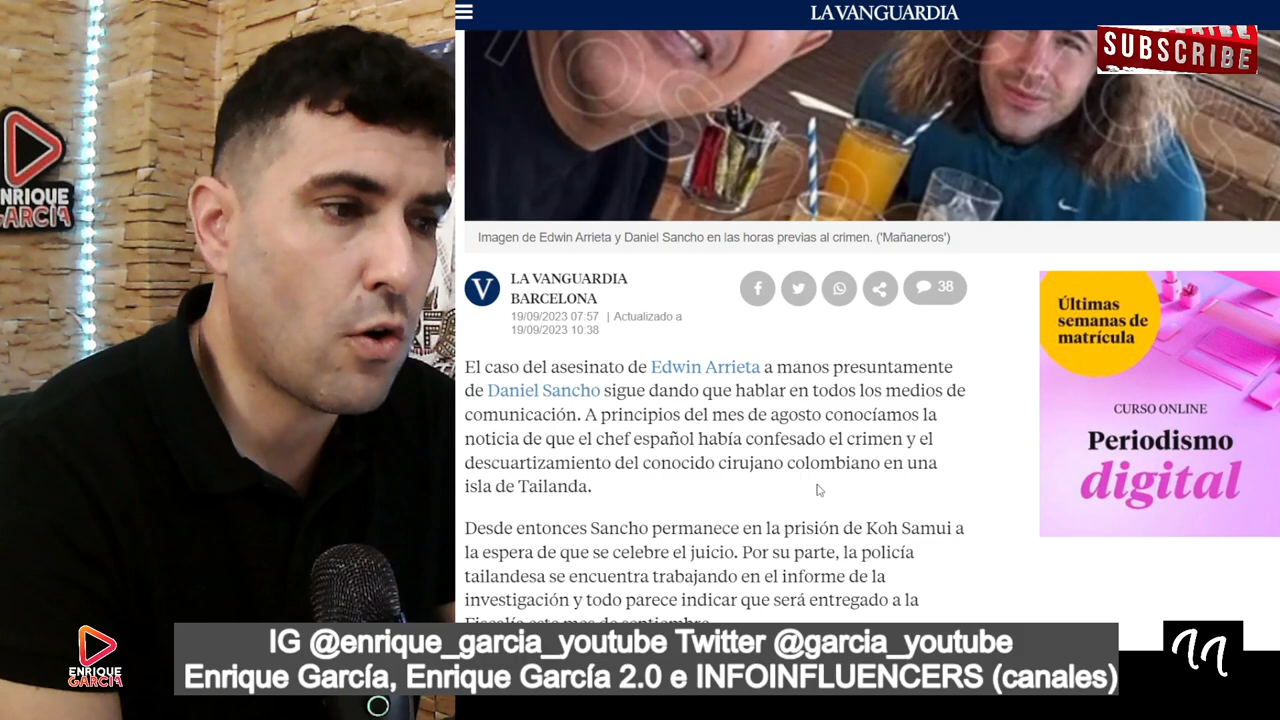 LA VANGUARDIA
SUBSCRIBE
ENRIQUE
GARCÍA
Imagen de Edwin Arrieta y Daniel Sancho en las horas previas al crimen. ('Mañaneros')
V
LA VANGUARDIA
BARCELONA
19/09/2023 07:57 | Actualizado a
19/09/2023 10:38
38
El caso del asesinato de Edwin Arrieta a manos presuntamente
de Daniel Sancho sigue dando que hablar en todos los medios de
comunicación. A principios del mes de agosto conocíamos la
noticia de que el chef español había confesado el crimen y el
descuartizamiento del conocido cirujano colombiano en una
isla de Tailanda.
Desde entonces Sancho permanece en la prisión de Koh Samui a
la espera de que se celebre el juicio. Por su parte, la policía
tailandesa se encuentra trabajando en el informe de la
investigación y todo parece indicar que será entregado a la
Últimas
semanas de
matrícula
CURSO ONLINE
Periodismo
digital
IG @enrique_garcia_youtube Twitter @garcia_youtube
Enrique García, Enrique García 2.0 e INFOINFLUENCERS (canales)
ENRIQUE
GARCÍA